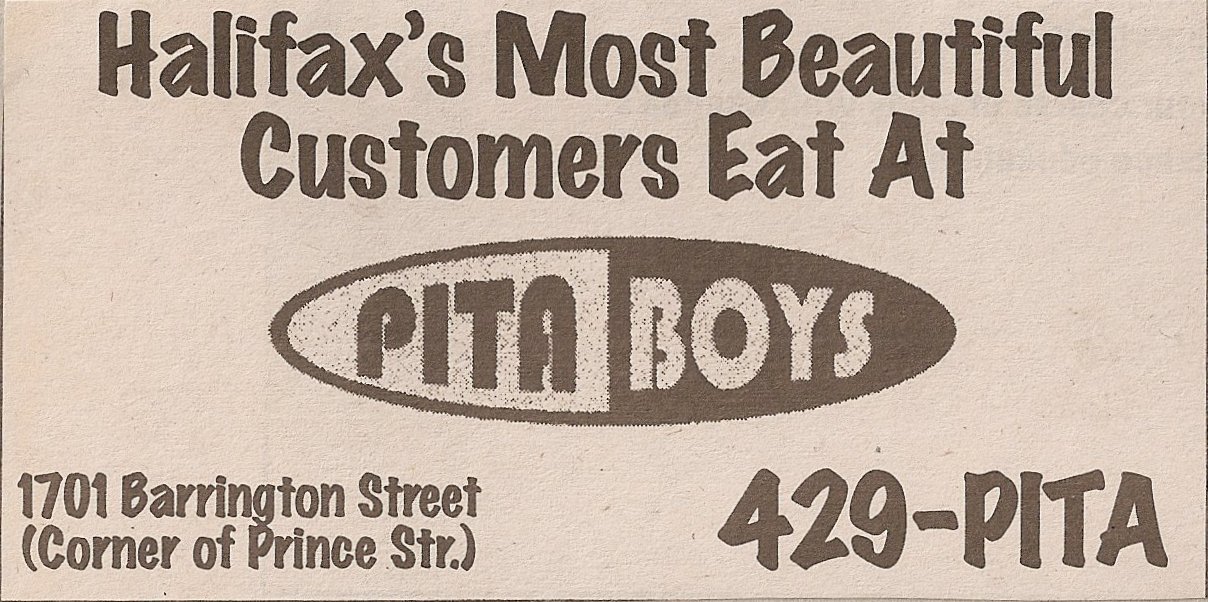 Halifax's Most Beautiful
Customers Eat At
PITA BOYS
1701 Barrington Street
(Corner of Prince Str.)
429-PITA